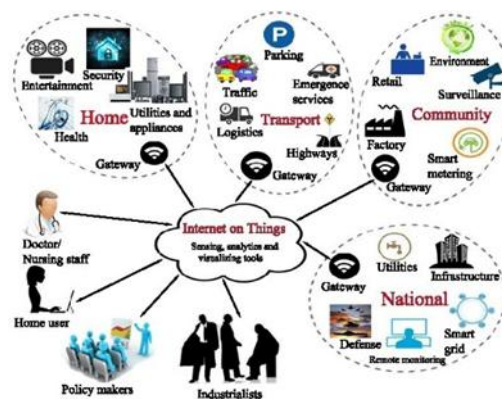 Entertainment
Security
Home
Utilities and
appliances
Health
Gateway
P
Parking
Traffic
Emergence
services
Logistics
Transport
Highways
Gateway
Retail
Environment
Surveillance
Community
Factory
Smart
metering
Gateway
Internet on Things
Sensing, analytics and
visualizing tools
Doctor/
Nursing staff
Home user
Policy makers
Industrialists
Gateway
Utilities
Infrastructure
National
Defense
Remote monitoring
Smart
grid